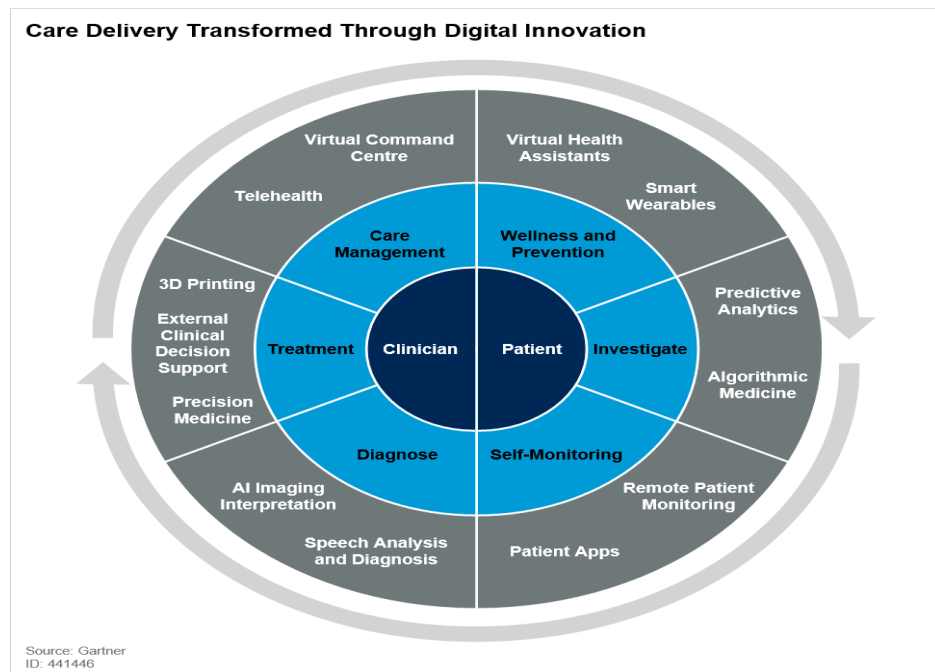 Care Delivery Transformed Through Digital Innovation
Virtual Command
Centre
Telehealth
Virtual Health
Assistants
Smart
Wearables
Care
Management
Wellness and
Prevention
3D Printing
External
Clinical
Decision
Support
Precision
Medicine
Treatment
Clinician
Patient
Investigate
Predictive
Analytics
Algorithmic
Medicine
Diagnose
Self-Monitoring
AI Imaging
Interpretation
Speech Analysis
and Diagnosis
Remote Patient
Monitoring
Patient Apps
Source: Gartner
ID: 441446